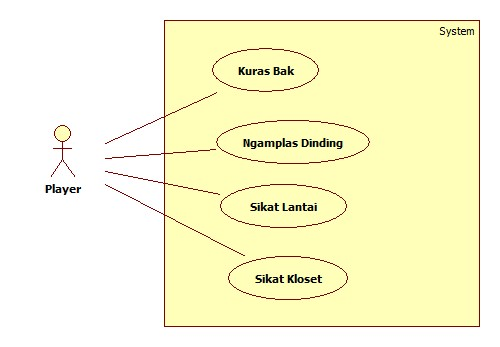 System
Kuras Bak
Ngamplas Dinding
Player
Sikat Lantai
Sikat Kloset